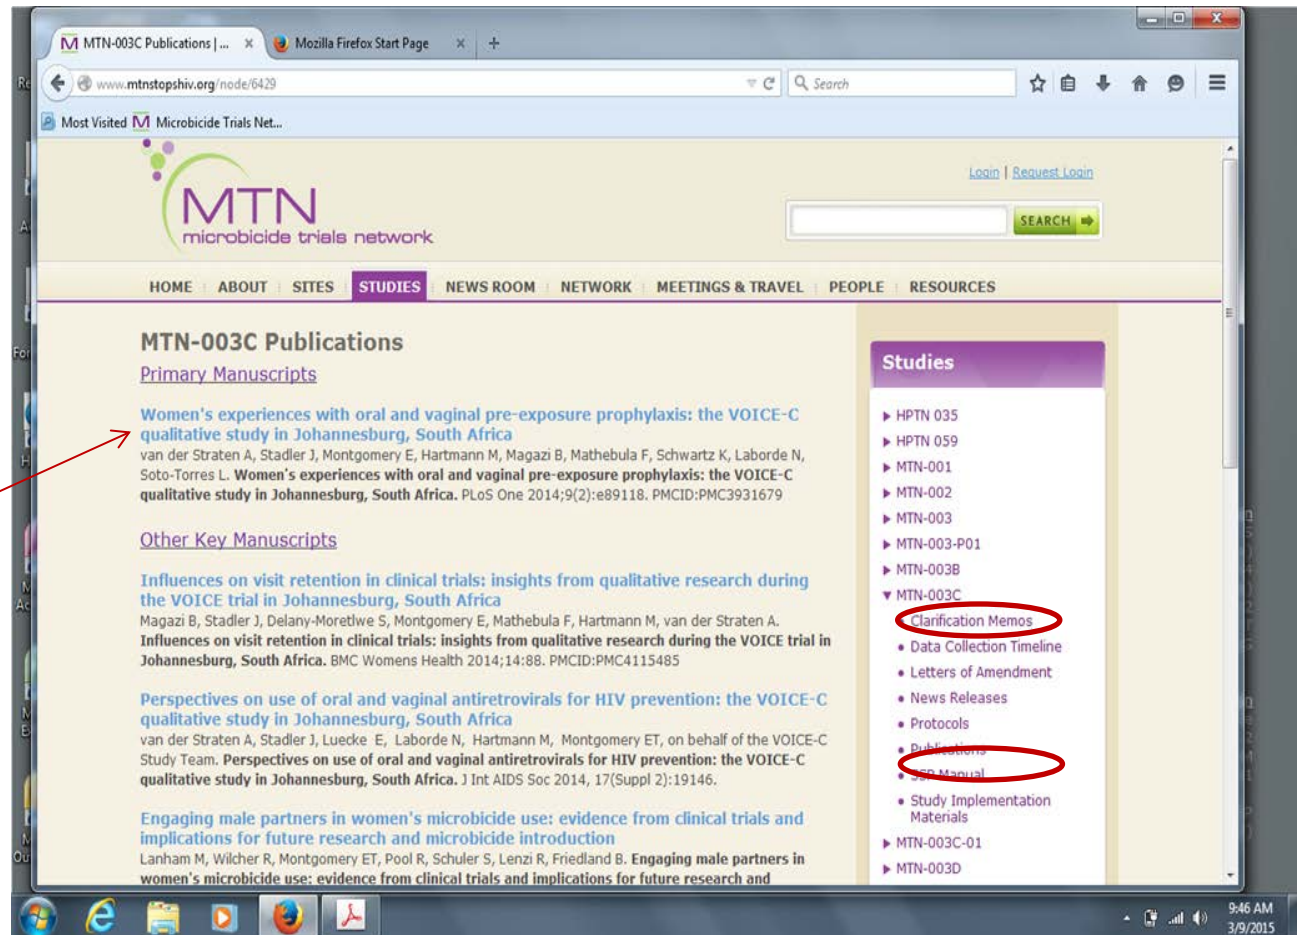 MTN-003C Publications | ...
Mozilla Firefox Start Page
www.mtnstopshiv.org/node/6429
Search
Most Visited
Microbicide Trials Net...
MTN
microbicide trials network
Login | Request Login
SEARCH
HOME ABOUT SITES STUDIES NEWS ROOM NETWORK MEETINGS & TRAVEL PEOPLE RESOURCES
MTN-003C Publications
Primary Manuscripts
Women's experiences with oral and vaginal pre-exposure prophylaxis: the VOICE-C
qualitative study in Johannesburg, South Africa
van der Straten A, Stadler J, Montgomery E, Hartmann M, Magazi B, Mathebula F, Schwartz K, Laborde N,
Soto-Torres L. Women's experiences with oral and vaginal pre-exposure prophylaxis: the VOICE-C
qualitative study in Johannesburg, South Africa. PLoS One 2014;9(2):e89118. PMCID:PMC3931679
Other Key Manuscripts
Influences on visit retention in clinical trials: insights from qualitative research during
the VOICE trial in Johannesburg, South Africa
Magazi B, Stadler J, Delany-Moretlwe S, Montgomery E, Mathebula F, Hartmann M, van der Straten A.
Influences on visit retention in clinical trials: insights from qualitative research during the VOICE trial in
Johannesburg, South Africa. BMC Womens Health 2014;14:88. PMCID:PMC4115485
Perspectives on use of oral and vaginal antiretrovirals for HIV prevention: the VOICE-C
qualitative study in Johannesburg, South Africa
van der Straten A, Stadler J, Luecke E, Laborde N, Hartmann M, Montgomery ET, on behalf of the VOICE-C
Study Team. Perspectives on use of oral and vaginal antiretrovirals for HIV prevention: the VOICE-C
qualitative study in Johannesburg, South Africa. J Int AIDS Soc 2014, 17(Suppl 2):19146.
Engaging male partners in women's microbicide use: evidence from clinical trials and
implications for future research and microbicide introduction
Lanham M, Wilcher R, Montgomery ET, Pool R, Schuler S, Lenzi R, Friedland B. Engaging male partners in
women's microbicide use: evidence from clinical trials and implications for future research and
Studies
HPTN 035
HPTN 059
MTN-001
MTN-002
MTN-003
MTN-003-P01
MTN-003B
MTN-003C
Clarification Memos
Data Collection Timeline
Letters of Amendment
News Releases
Protocols
Publications
SSP Manual
Study Implementation
Materials
MTN-003C-01
MTN-003D
9:46 AM
3/9/2015